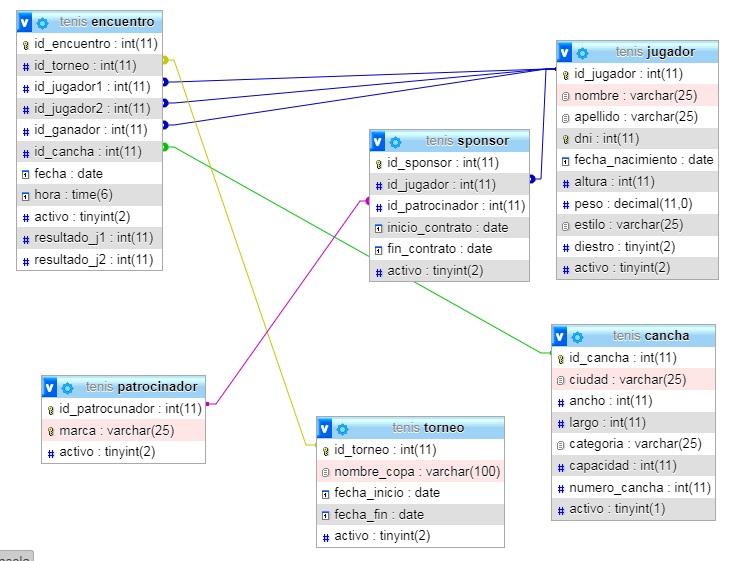 tenis encuentro
id_encuentro : int(11)
id_torneo : int(11)
id_jugador1 : int(11)
id_jugador2 : int(11)
id_ganador : int(11)
id_cancha : int(11)
fecha : date
hora : time(6)
activo : tinyint(2)
resultado_j1 : int(11)
resultado_j2 : int(11)
tenis jugador
id_jugador : int(11)
nombre : varchar(25)
apellido : varchar(25)
dni : int(11)
fecha_nacimiento : date
altura : int(11)
peso : decimal(11,0)
estilo : varchar(25)
diestro : tinyint(2)
activo : tinyint(2)
tenis sponsor
id_sponsor : int(11)
id_jugador : int(11)
id_patrocinador : int(11)
inicio_contrato : date
fin_contrato : date
activo : tinyint(2)
tenis cancha
id_cancha : int(11)
ciudad : varchar(25)
ancho : int(11)
largo : int(11)
categoria : varchar(25)
capacidad : int(11)
numero_cancha : int(11)
activo : tinyint(1)
tenis patrocinador
id_patrocunador : int(11)
marca : varchar(25)
activo : tinyint(2)
tenis torneo
id_torneo : int(11)
nombre_copa : varchar(100)
fecha_inicio : date
fecha_fin : date
activo : tinyint(2)